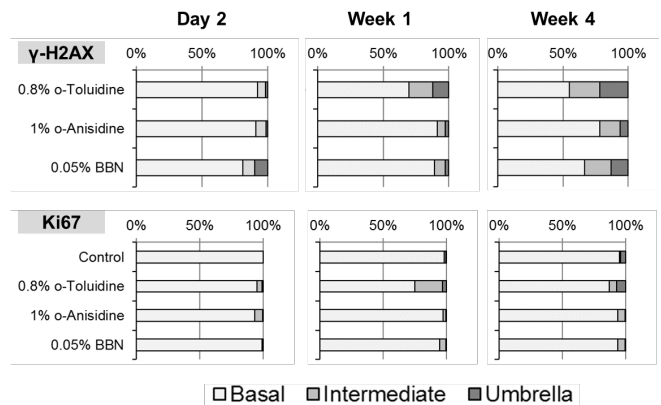 Day 2 Week 1 Week 4
γ-H2AX 0% 50% 100% 0% 50% 100% 0% 50% 100%
0.8% o-Toluidine
1% o-Anisidine
0.05% BBN
Ki67 0% 50% 100% 0% 50% 100% 0% 50% 100%
Control
0.8% o-Toluidine
1% o-Anisidine
0.05% BBN
Basal Intermediate Umbrella